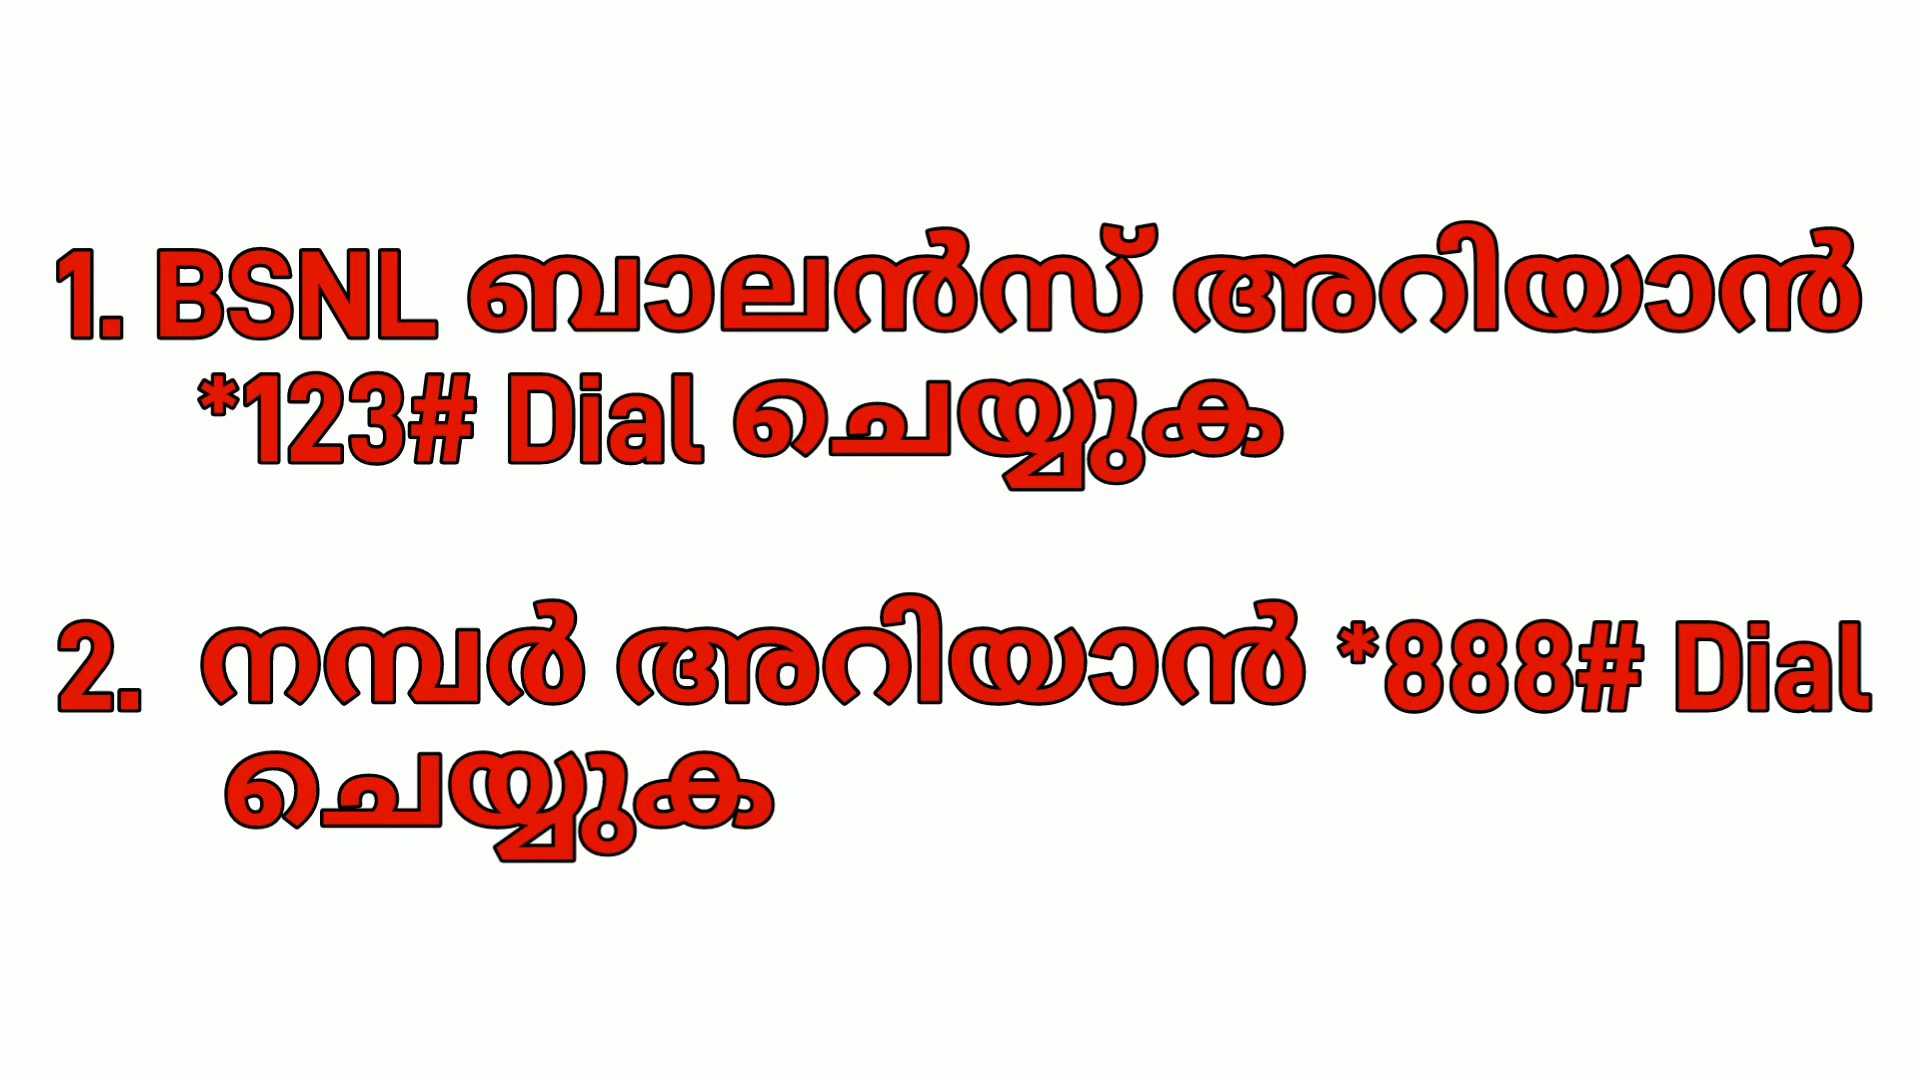 1. BSNL ബാലൻസ് അറിയാൻ
*123# Dial ചെയ്യുക
2. നമ്പർ അറിയാൻ *888# Dial
ചെയ്യുക